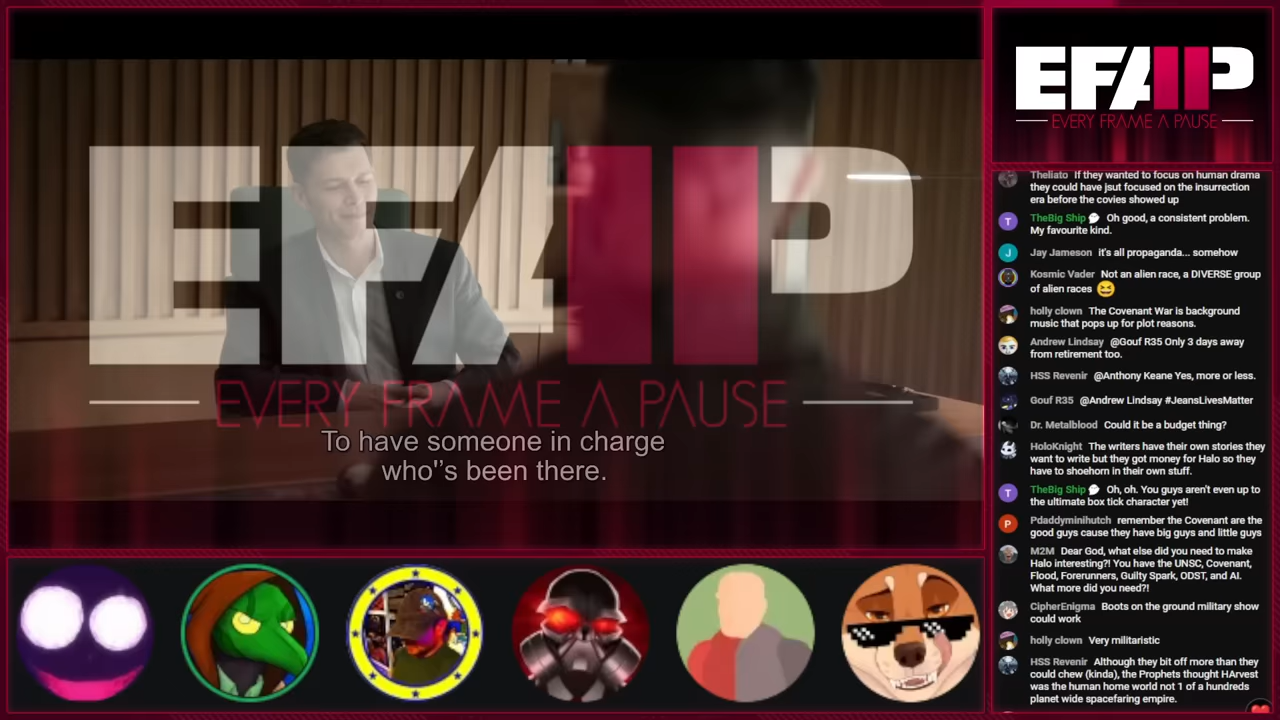 EFAP
EVERY FRAME A PAUSE
To have someone in charge
who''s been there.
EFAP
EVERY FRAME A PAUSE
Theliato If they wanted to focus on human drama
they could have jsut focused on the insurrection
era before the covies showed up
T
TheBig Ship Oh good, a consistent problem.
My favourite kind.
J
Jay Jameson it's all propaganda... somehow
Kosmic Vader Not an alien race, a DIVERSE group
of alien races 😆
holly clown The Covenant War is background
music that pops up for plot reasons.
Andrew Lindsay @Gouf R35 Only 3 days away
from retirement too.
HSS Revenir @Anthony Keane Yes, more or less.
Gouf R35 @Andrew Lindsay #JeansLivesMatter
Dr. Metalblood Could it be a budget thing?
HoloKnight The writers have their own stories they
want to write but they got money for Halo so they
have to shoehorn in their own stuff.
T
TheBig Ship Oh, oh. You guys aren't even up to
the ultimate box tick character yet!
P
Pdaddyminihutch remember the Covenant are the
good guys cause they have big guys and little guys
M2M Dear God, what else did you need to make
Halo interesting?! You have the UNSC, Covenant,
Flood, Forerunners, Guilty Spark, ODST, and AI.
What more did you need?!
CipherEnigma Boots on the ground military show
could work
holly clown Very militaristic
HSS Revenir Although they bit off more than they
could chew (kinda), the Prophets thought HArvest
was the human home world not 1 of a hundreds
planet wide spacefaring empire.